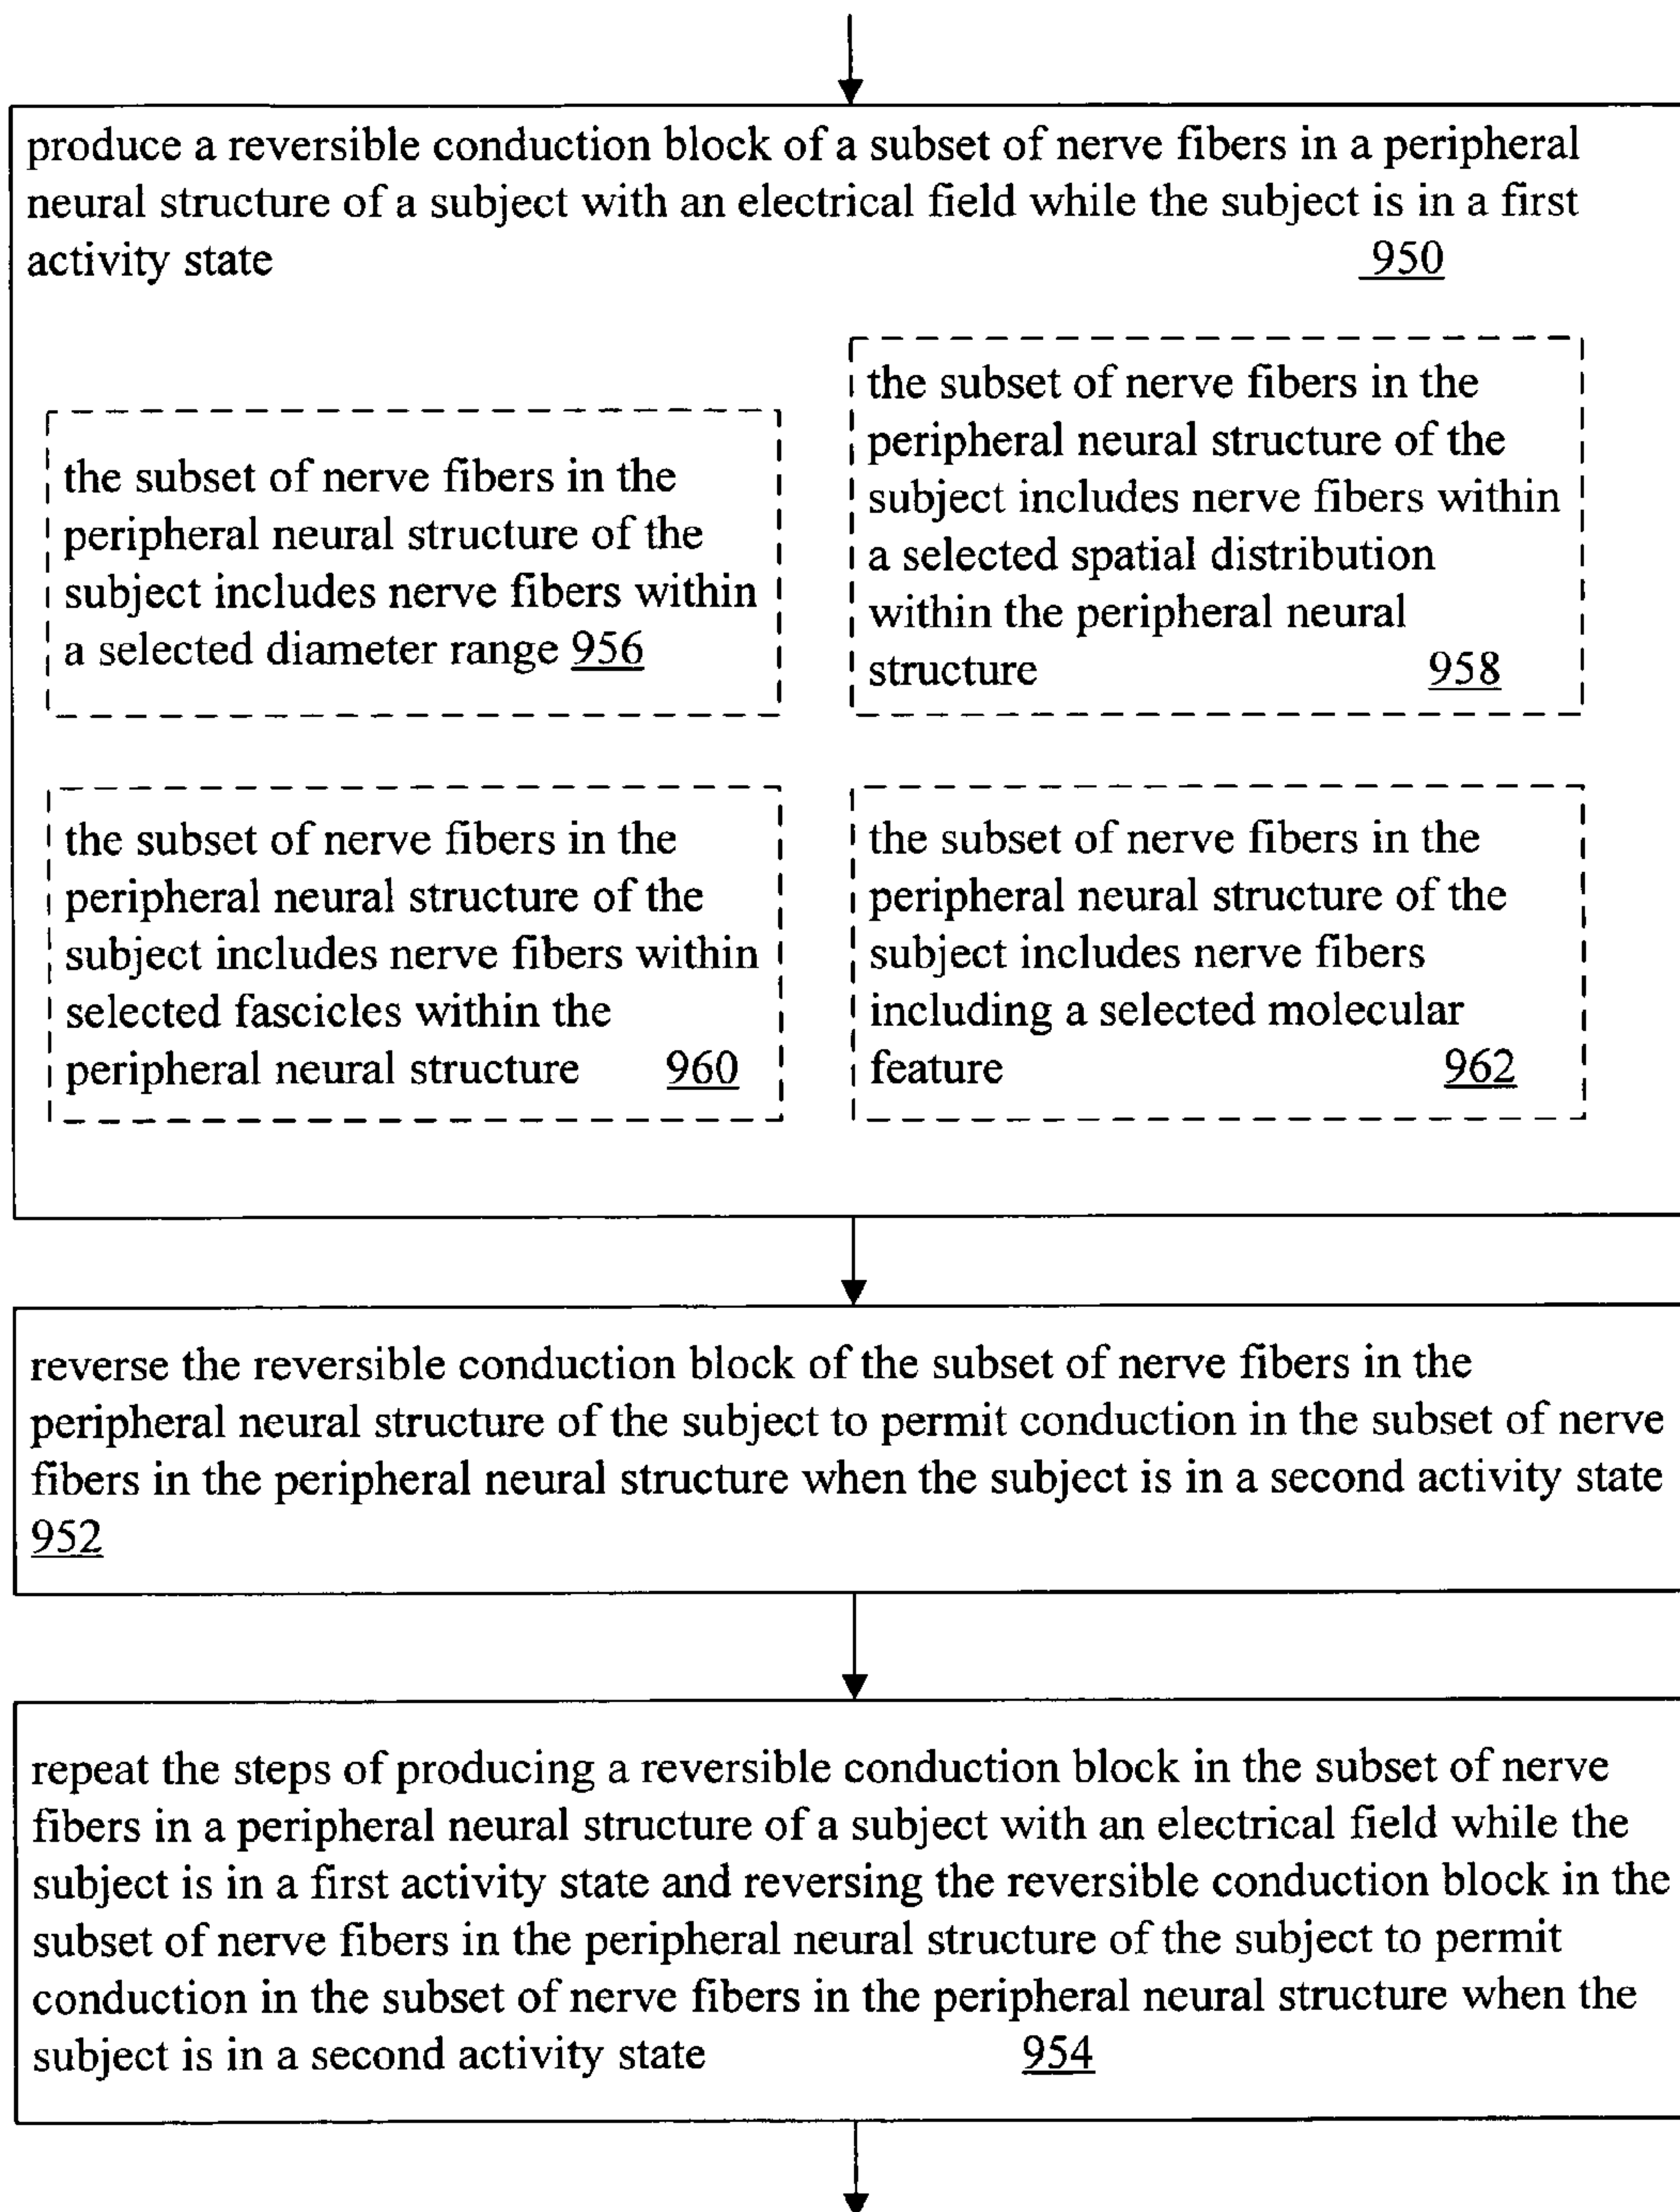 produce a reversible conduction block of a subset of nerve fibers in a peripheral
neural structure of a subject with an electrical field while the subject is in a first
activity state 950
the subset of nerve fibers in the
peripheral neural structure of the
subject includes nerve fibers within
a selected diameter range 956
the subset of nerve fibers in the
peripheral neural structure of the
subject includes nerve fibers within
a selected spatial distribution
within the peripheral neural
structure 958
the subset of nerve fibers in the
peripheral neural structure of the
subject includes nerve fibers within
selected fascicles within the
peripheral neural structure 960
the subset of nerve fibers in the
peripheral neural structure of the
subject includes nerve fibers
including a selected molecular
feature 962
reverse the reversible conduction block of the subset of nerve fibers in the
peripheral neural structure of the subject to permit conduction in the subset of nerve
fibers in the peripheral neural structure when the subject is in a second activity state
952
repeat the steps of producing a reversible conduction block in the subset of nerve
fibers in a peripheral neural structure of a subject with an electrical field while the
subject is in a first activity state and reversing the reversible conduction block in the
subset of nerve fibers in the peripheral neural structure of the subject to permit
conduction in the subset of nerve fibers in the peripheral neural structure when the
subject is in a second activity state 954